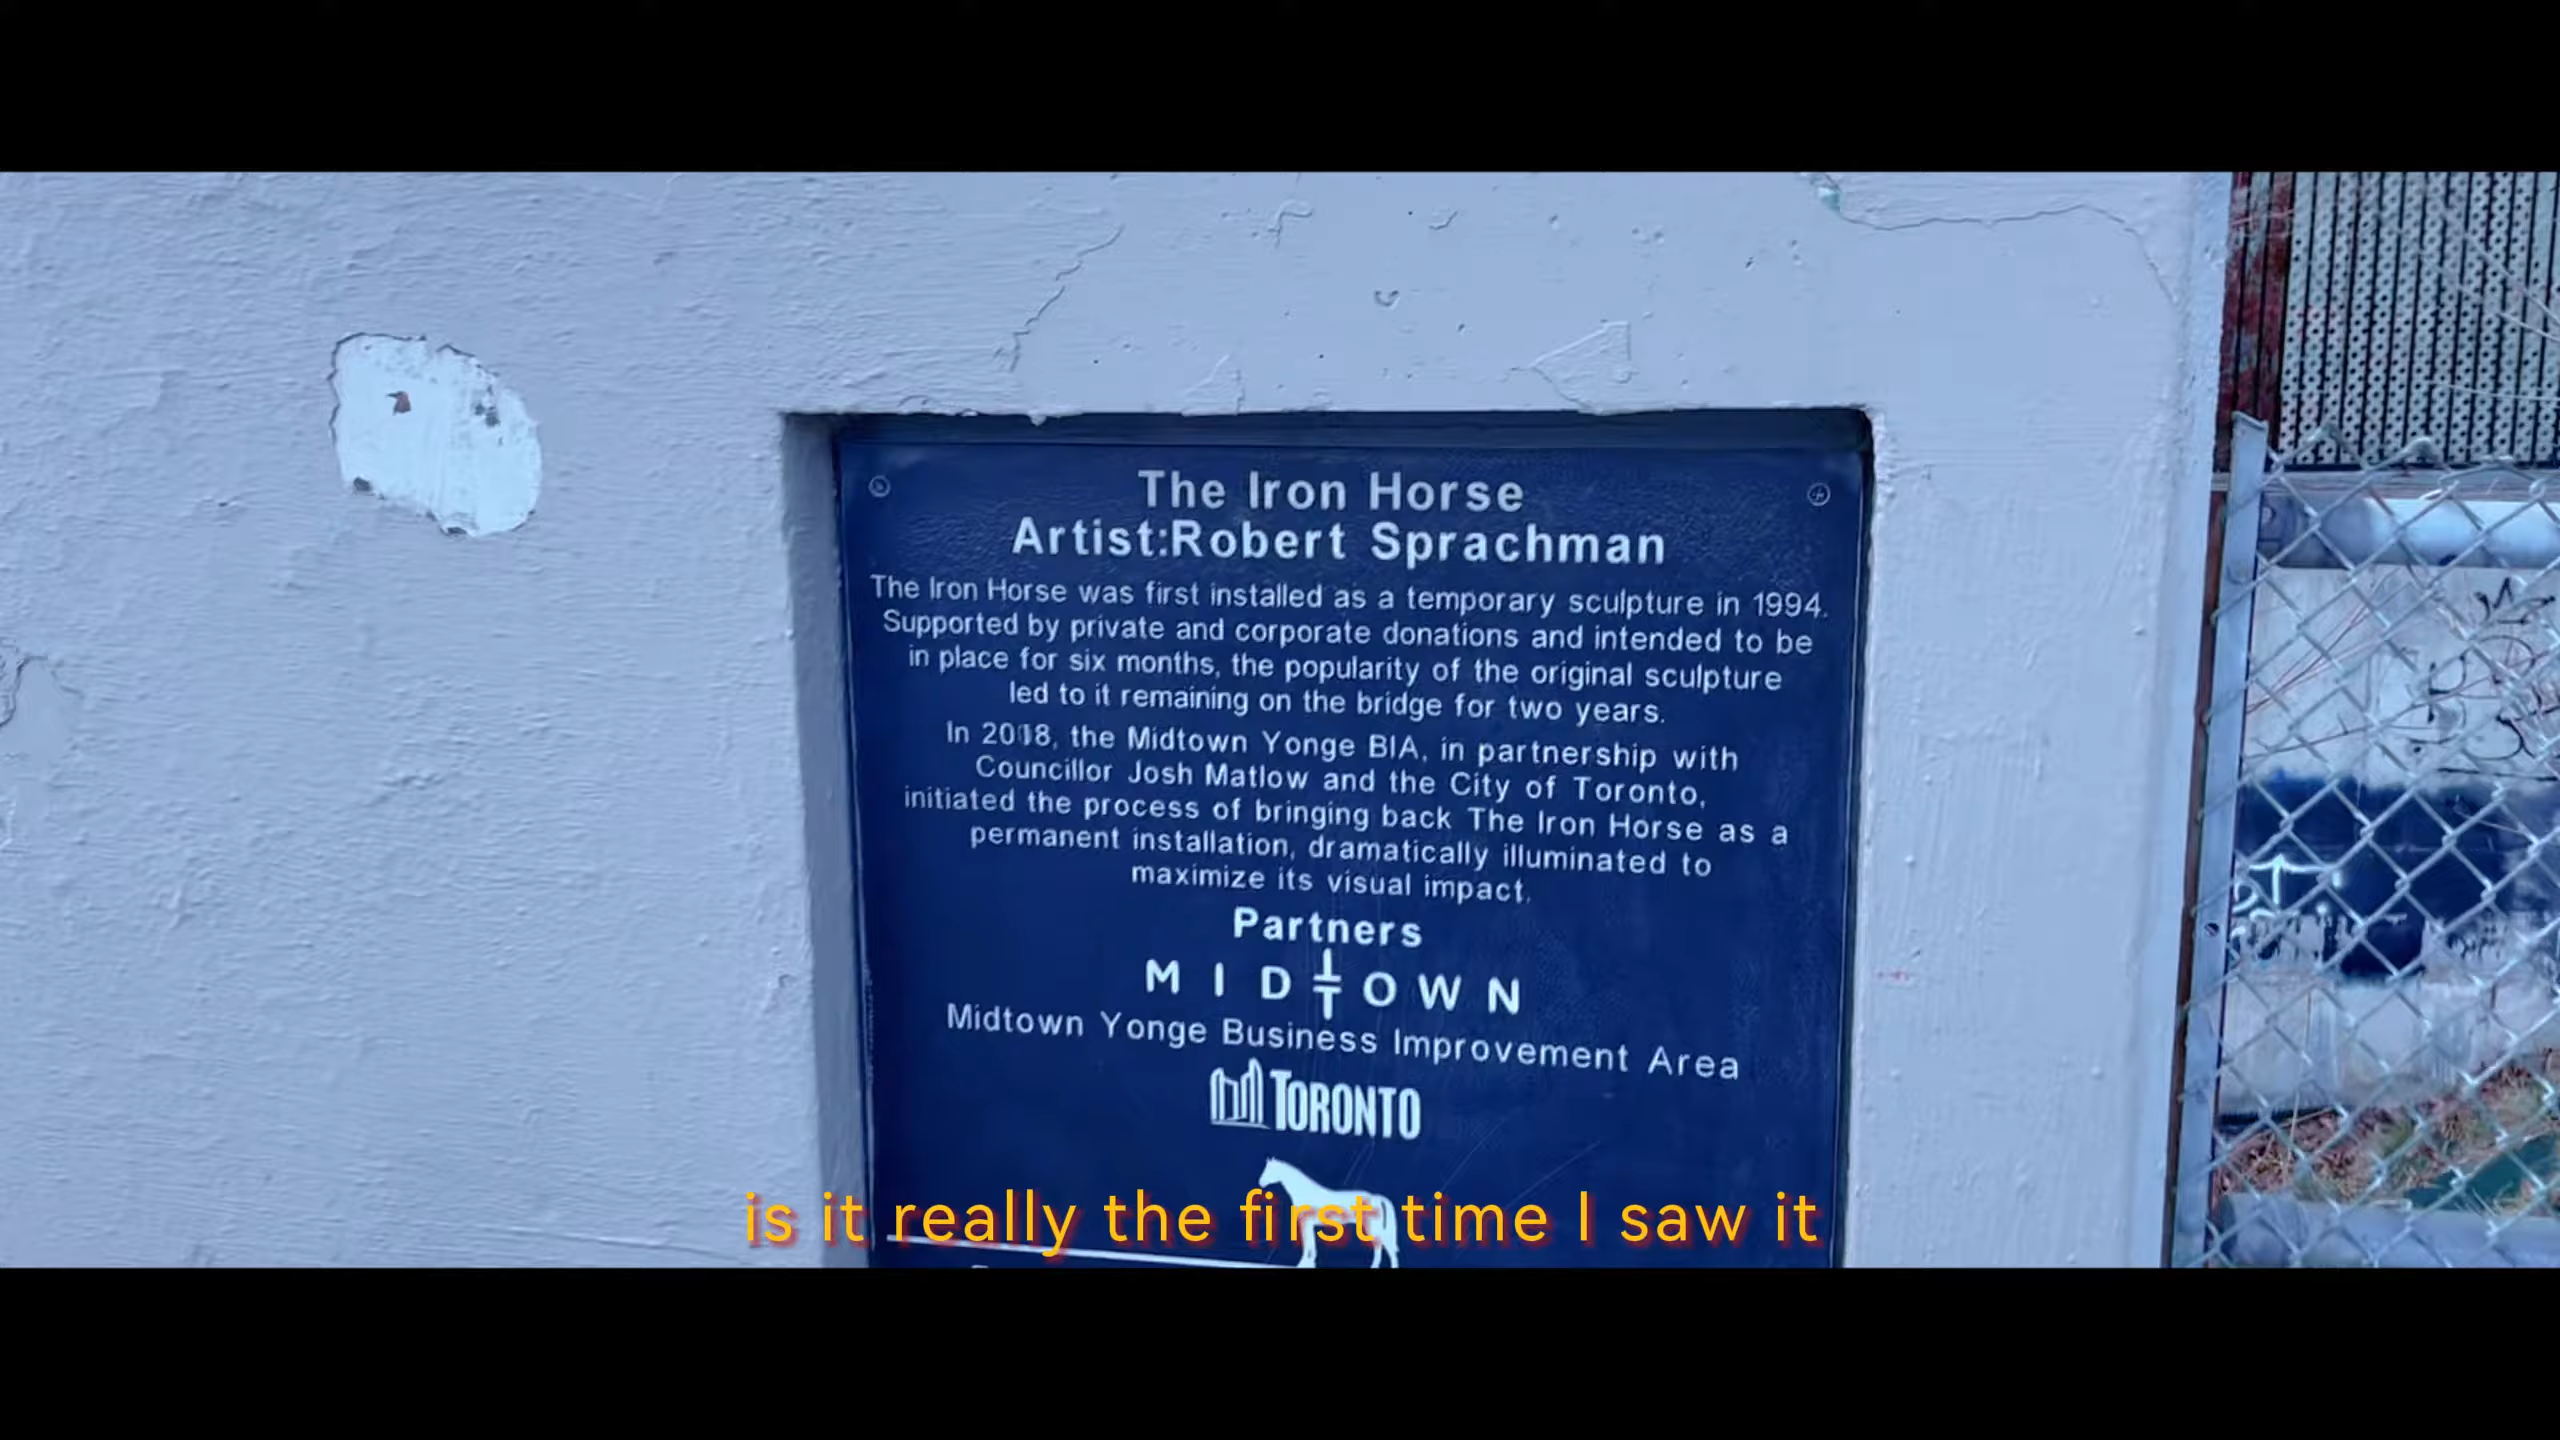 The Iron Horse
Artist:Robert Sprachman
The Iron Horse was first installed as a temporary sculpture in 1994.
Supported by private and corporate donations and intended to be
in place for six months, the popularity of the original sculpture
led to it remaining on the bridge for two years.
In 2018, the Midtown Yonge BIA, in partnership with
Councillor Josh Matlow and the City of Toronto,
initiated the process of bringing back The Iron Horse as a
permanent installation, dramatically illuminated to
maximize its visual impact.
Partners
MIDTOWN
Midtown Yonge Business Improvement Area
TORONTO
is it really the first time I saw it